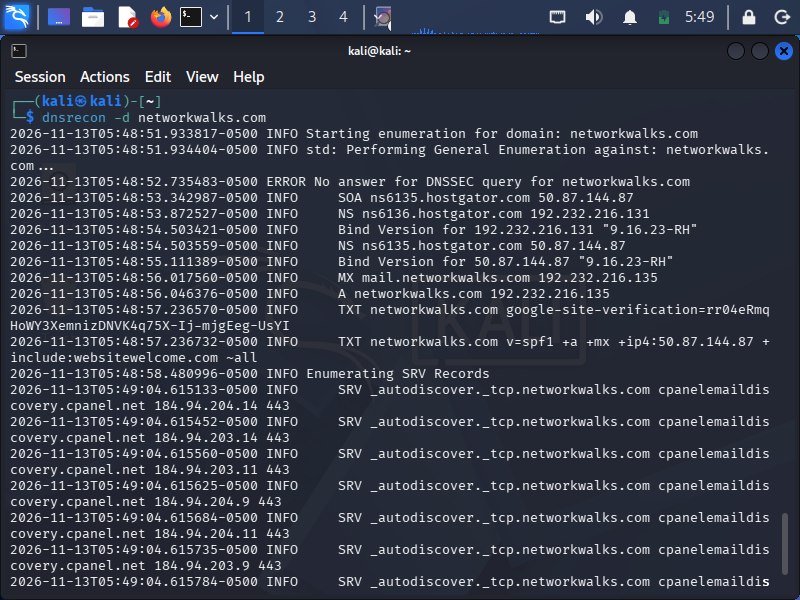 1 2 3 4 5:49
kali@kali: ~
Session Actions Edit View Help
┌──(kali㉿kali)-[~]
└─$ dnsrecon -d networkwalks.com
2026-11-13T05:48:51.933817-0500 INFO Starting enumeration for domain: networkwalks.com
2026-11-13T05:48:51.934404-0500 INFO std: Performing General Enumeration against: networkwalks.
com...
2026-11-13T05:48:52.735483-0500 ERROR No answer for DNSSEC query for networkwalks.com
2026-11-13T05:48:53.342987-0500 INFO SOA ns6135.hostgator.com 50.87.144.87
2026-11-13T05:48:53.872527-0500 INFO NS ns6136.hostgator.com 192.232.216.131
2026-11-13T05:48:54.503421-0500 INFO Bind Version for 192.232.216.131 "9.16.23-RH"
2026-11-13T05:48:54.503559-0500 INFO NS ns6135.hostgator.com 50.87.144.87
2026-11-13T05:48:55.111389-0500 INFO Bind Version for 50.87.144.87 "9.16.23-RH"
2026-11-13T05:48:56.017560-0500 INFO MX mail.networkwalks.com 192.232.216.135
2026-11-13T05:48:56.046376-0500 INFO A networkwalks.com 192.232.216.135
2026-11-13T05:48:57.236570-0500 INFO TXT networkwalks.com google-site-verification=rr04eRmq
HoWY3XemnizDNVK4q75X-Ij-mjgEeg-UsYI
2026-11-13T05:48:57.236732-0500 INFO TXT networkwalks.com v=spf1 +a +mx +ip4:50.87.144.87 +
include:websitewelcome.com ~all
2026-11-13T05:48:58.480996-0500 INFO Enumerating SRV Records
2026-11-13T05:49:04.615133-0500 INFO SRV _autodiscover._tcp.networkwalks.com cpanelemaildis
covery.cpanel.net 184.94.204.14 443
2026-11-13T05:49:04.615452-0500 INFO SRV _autodiscover._tcp.networkwalks.com cpanelemaildis
covery.cpanel.net 184.94.203.14 443
2026-11-13T05:49:04.615560-0500 INFO SRV _autodiscover._tcp.networkwalks.com cpanelemaildis
covery.cpanel.net 184.94.203.11 443
2026-11-13T05:49:04.615625-0500 INFO SRV _autodiscover._tcp.networkwalks.com cpanelemaildis
covery.cpanel.net 184.94.204.9 443
2026-11-13T05:49:04.615684-0500 INFO SRV _autodiscover._tcp.networkwalks.com cpanelemaildis
covery.cpanel.net 184.94.204.11 443
2026-11-13T05:49:04.615735-0500 INFO SRV _autodiscover._tcp.networkwalks.com cpanelemaildis
covery.cpanel.net 184.94.203.9 443
2026-11-13T05:49:04.615784-0500 INFO SRV _autodiscover._tcp.networkwalks.com cpanelemaildis